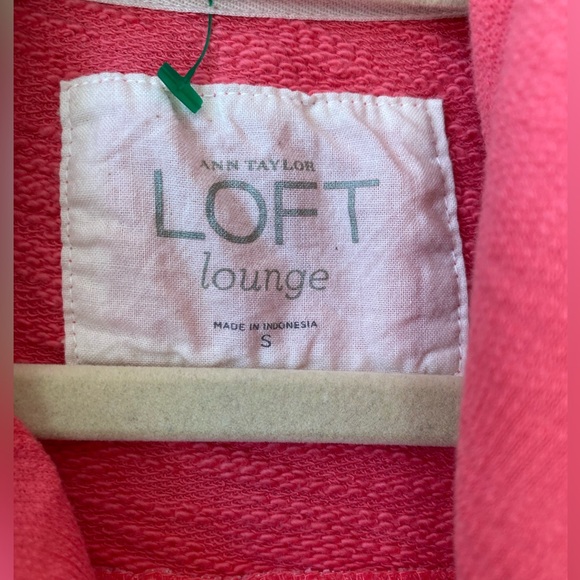 ANN TAYLOR
LOFT
lounge
MADE IN INDONESIA
S